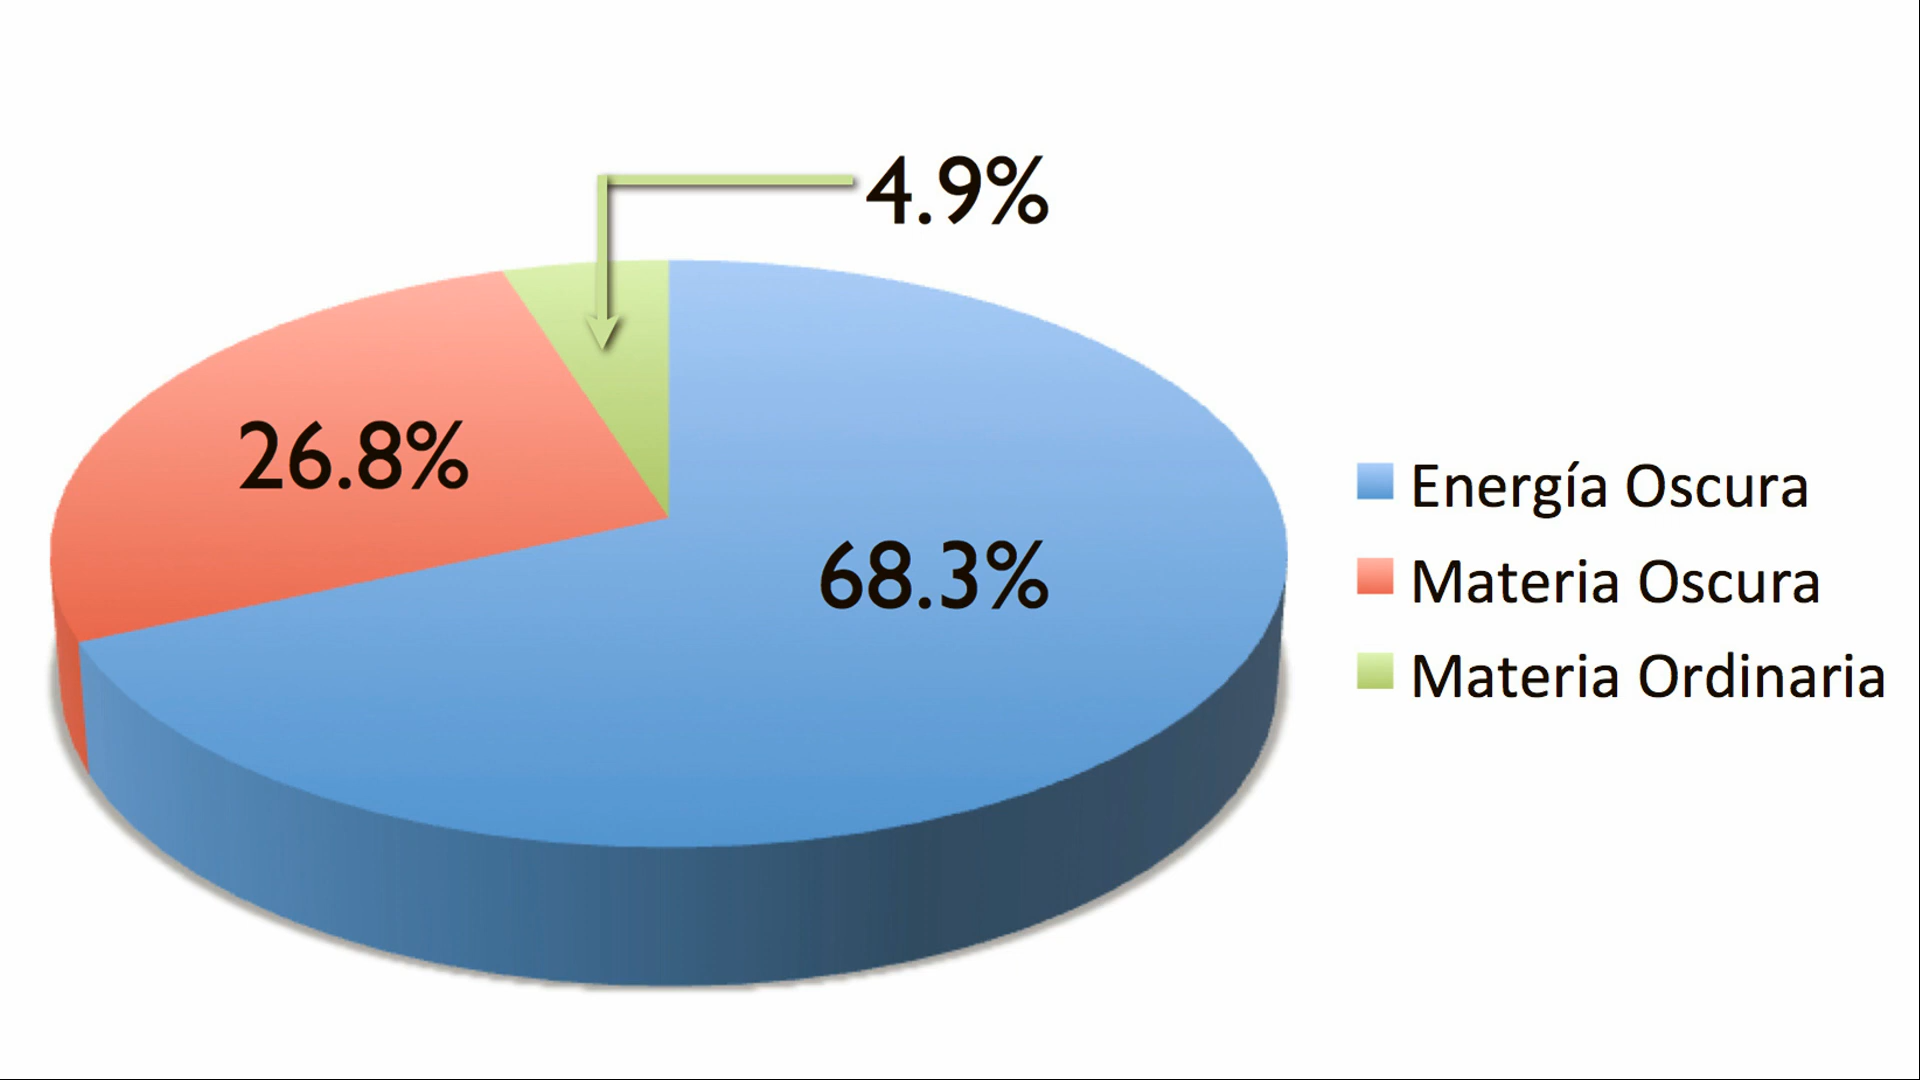 4.9%
26.8%
68.3%
Energía Oscura
Materia Oscura
Materia Ordinaria